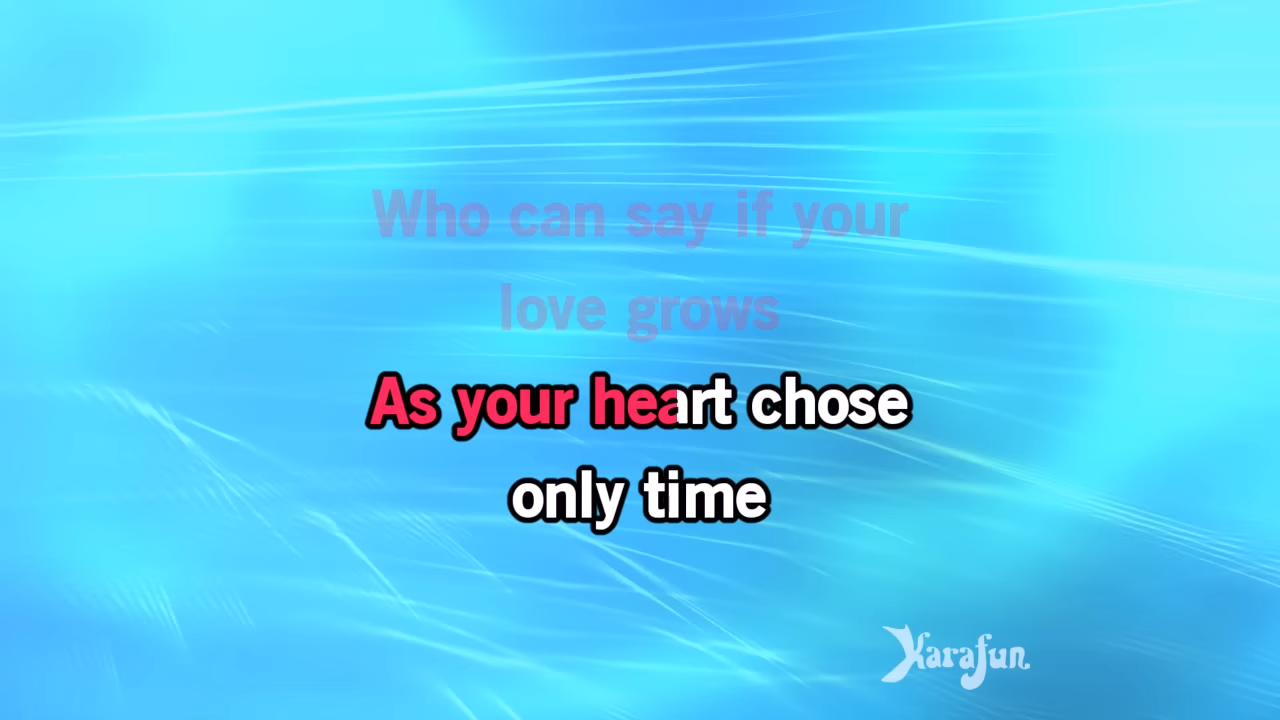 Who can say if your
love grows
As your heart chose
only time
Karafun